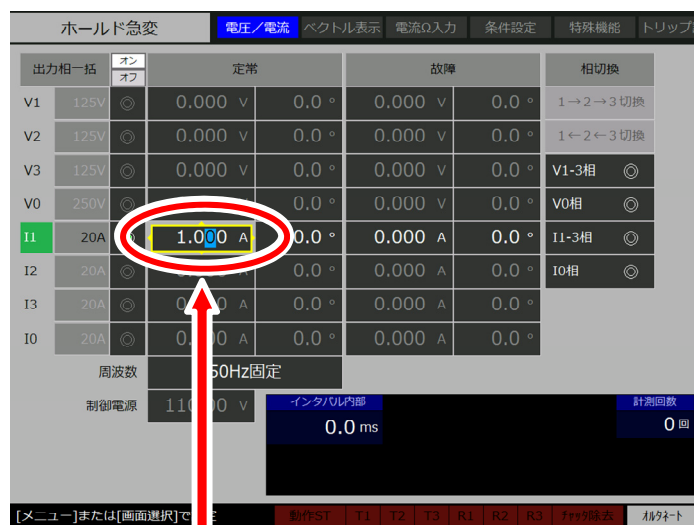 ホールド急変 電圧／電流 ベクトル表示 電流Ω入力 条件設定 特殊機能
出力相一括 オン オフ 定常 故障 相切換
V1 125V ◎ 0.000 V 0.0 ° 0.000 V 0.0 ° 1→2→3切換
V2 125V ◎ 0.000 V 0.0 ° 0.000 V 0.0 ° 1←2←3切換
V3 125V ◎ 0.000 V 0.0 ° 0.000 V 0.0 ° V1-3相 ◎
V0 250V ◎ V 0.0 ° 0.000 V 0.0 ° V0相 ◎
I1 20A 1.000 A 0.0 ° 0.000 A 0.0 ° I1-3相 ◎
I2 20A ◎ A 0.0 ° 0.000 A 0.0 ° I0相 ◎
I3 20A ◎ A 0.0 ° 0.000 A 0.0 °
I0 20A ◎ A 0.0 ° 0.000 A 0.0 °
周波数 50Hz固定
制御電源 V インタバル内部 計測回数
0.0 ms 0 回
[メニュー]または[画面選択]で 動作ST T1 T2 T3 R1 R2 R3 ﾁｬﾀ除去 ｵﾙﾀﾈｰﾄ